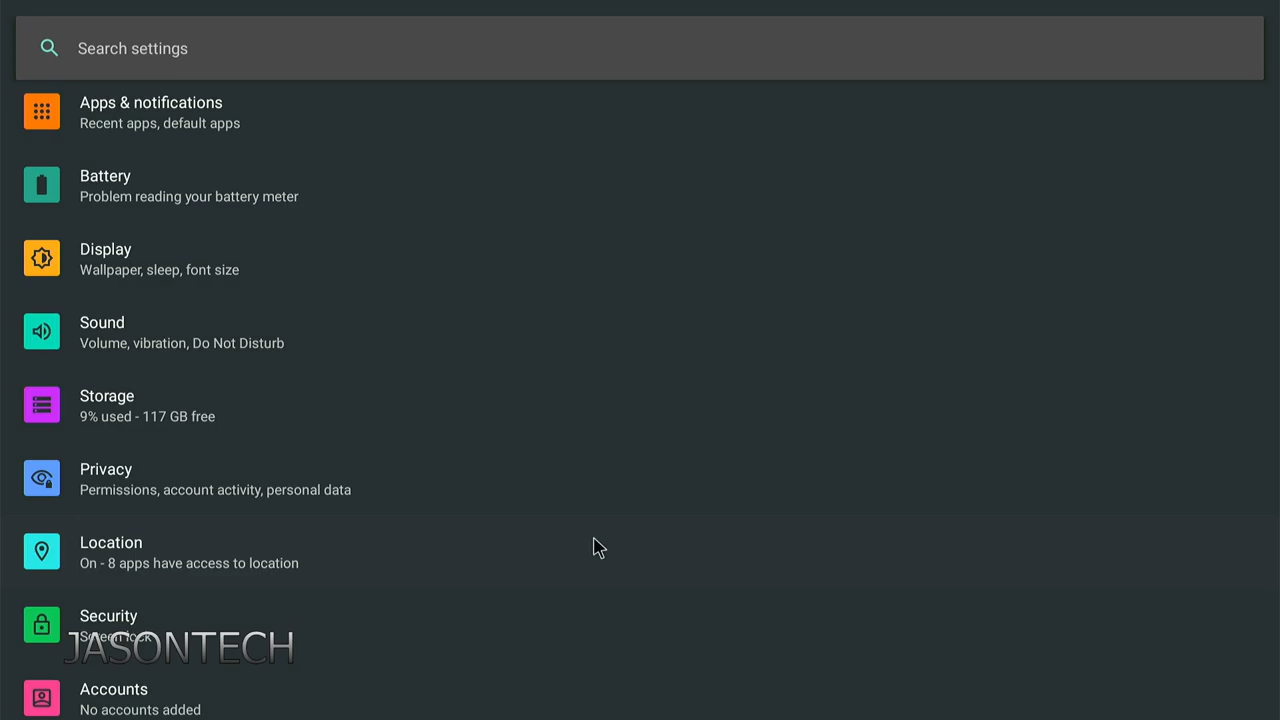 Search settings
Apps & notifications
Recent apps, default apps
Battery
Problem reading your battery meter
Display
Wallpaper, sleep, font size
Sound
Volume, vibration, Do Not Disturb
Storage
9% used - 117 GB free
Privacy
Permissions, account activity, personal data
Location
On - 8 apps have access to location
Security
Screen lock
JASONTECH
Accounts
No accounts added